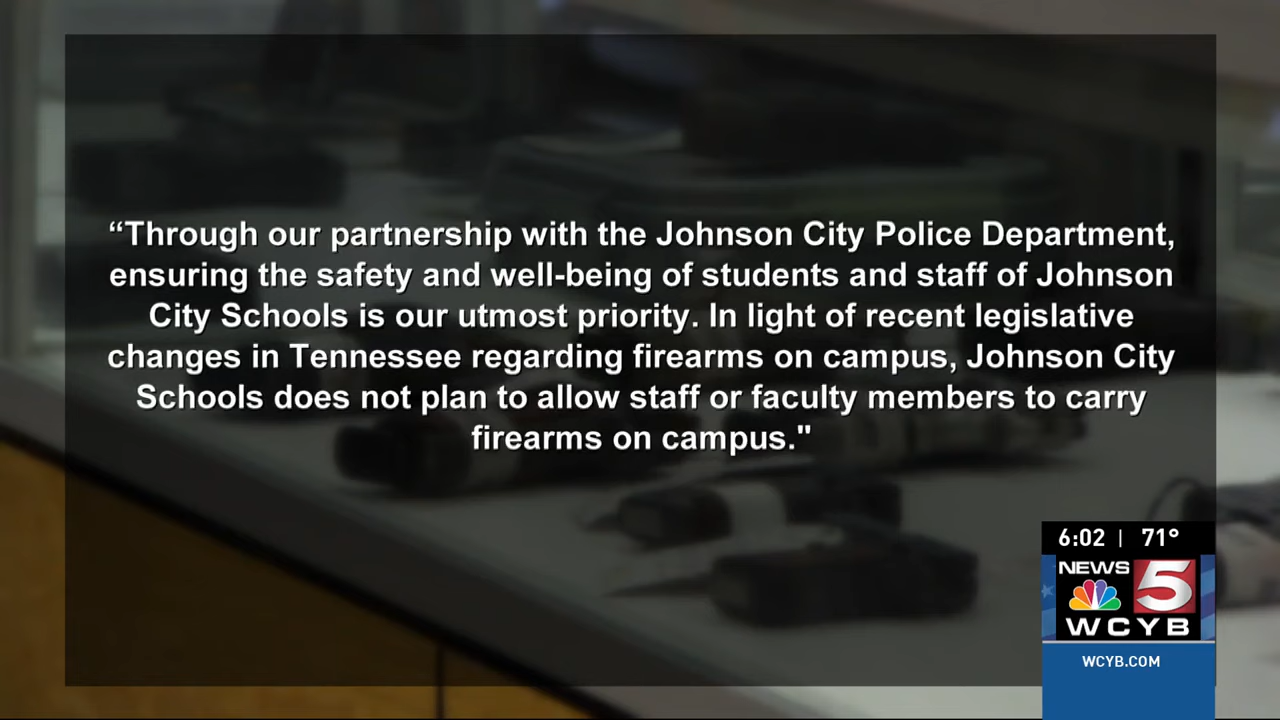 “Through our partnership with the Johnson City Police Department,
ensuring the safety and well-being of students and staff of Johnson
City Schools is our utmost priority. In light of recent legislative
changes in Tennessee regarding firearms on campus, Johnson City
Schools does not plan to allow staff or faculty members to carry
firearms on campus."
6:02 | 71°
NEWS 5
WCYB
WCYB.COM